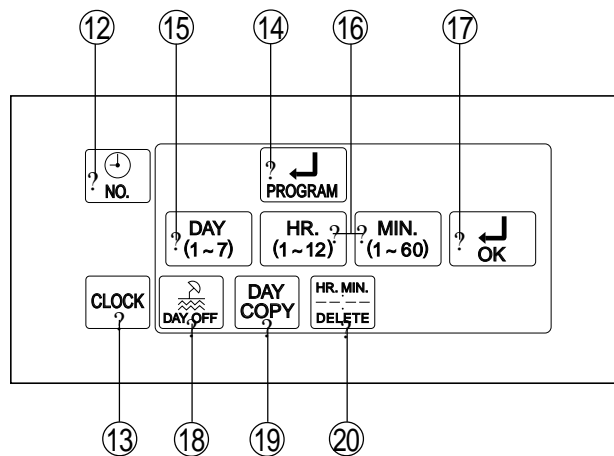 ⑫ ⑮ ⑭ ⑯ ⑰
? NO.
? PROGRAM
? DAY (1~7)
HR. ? (1~12)
? MIN. (1~60)
? OK
CLOCK ?
DAY OFF ?
DAY COPY ?
HR. MIN. DELETE ?
⑬ ⑱ ⑲ ⑳